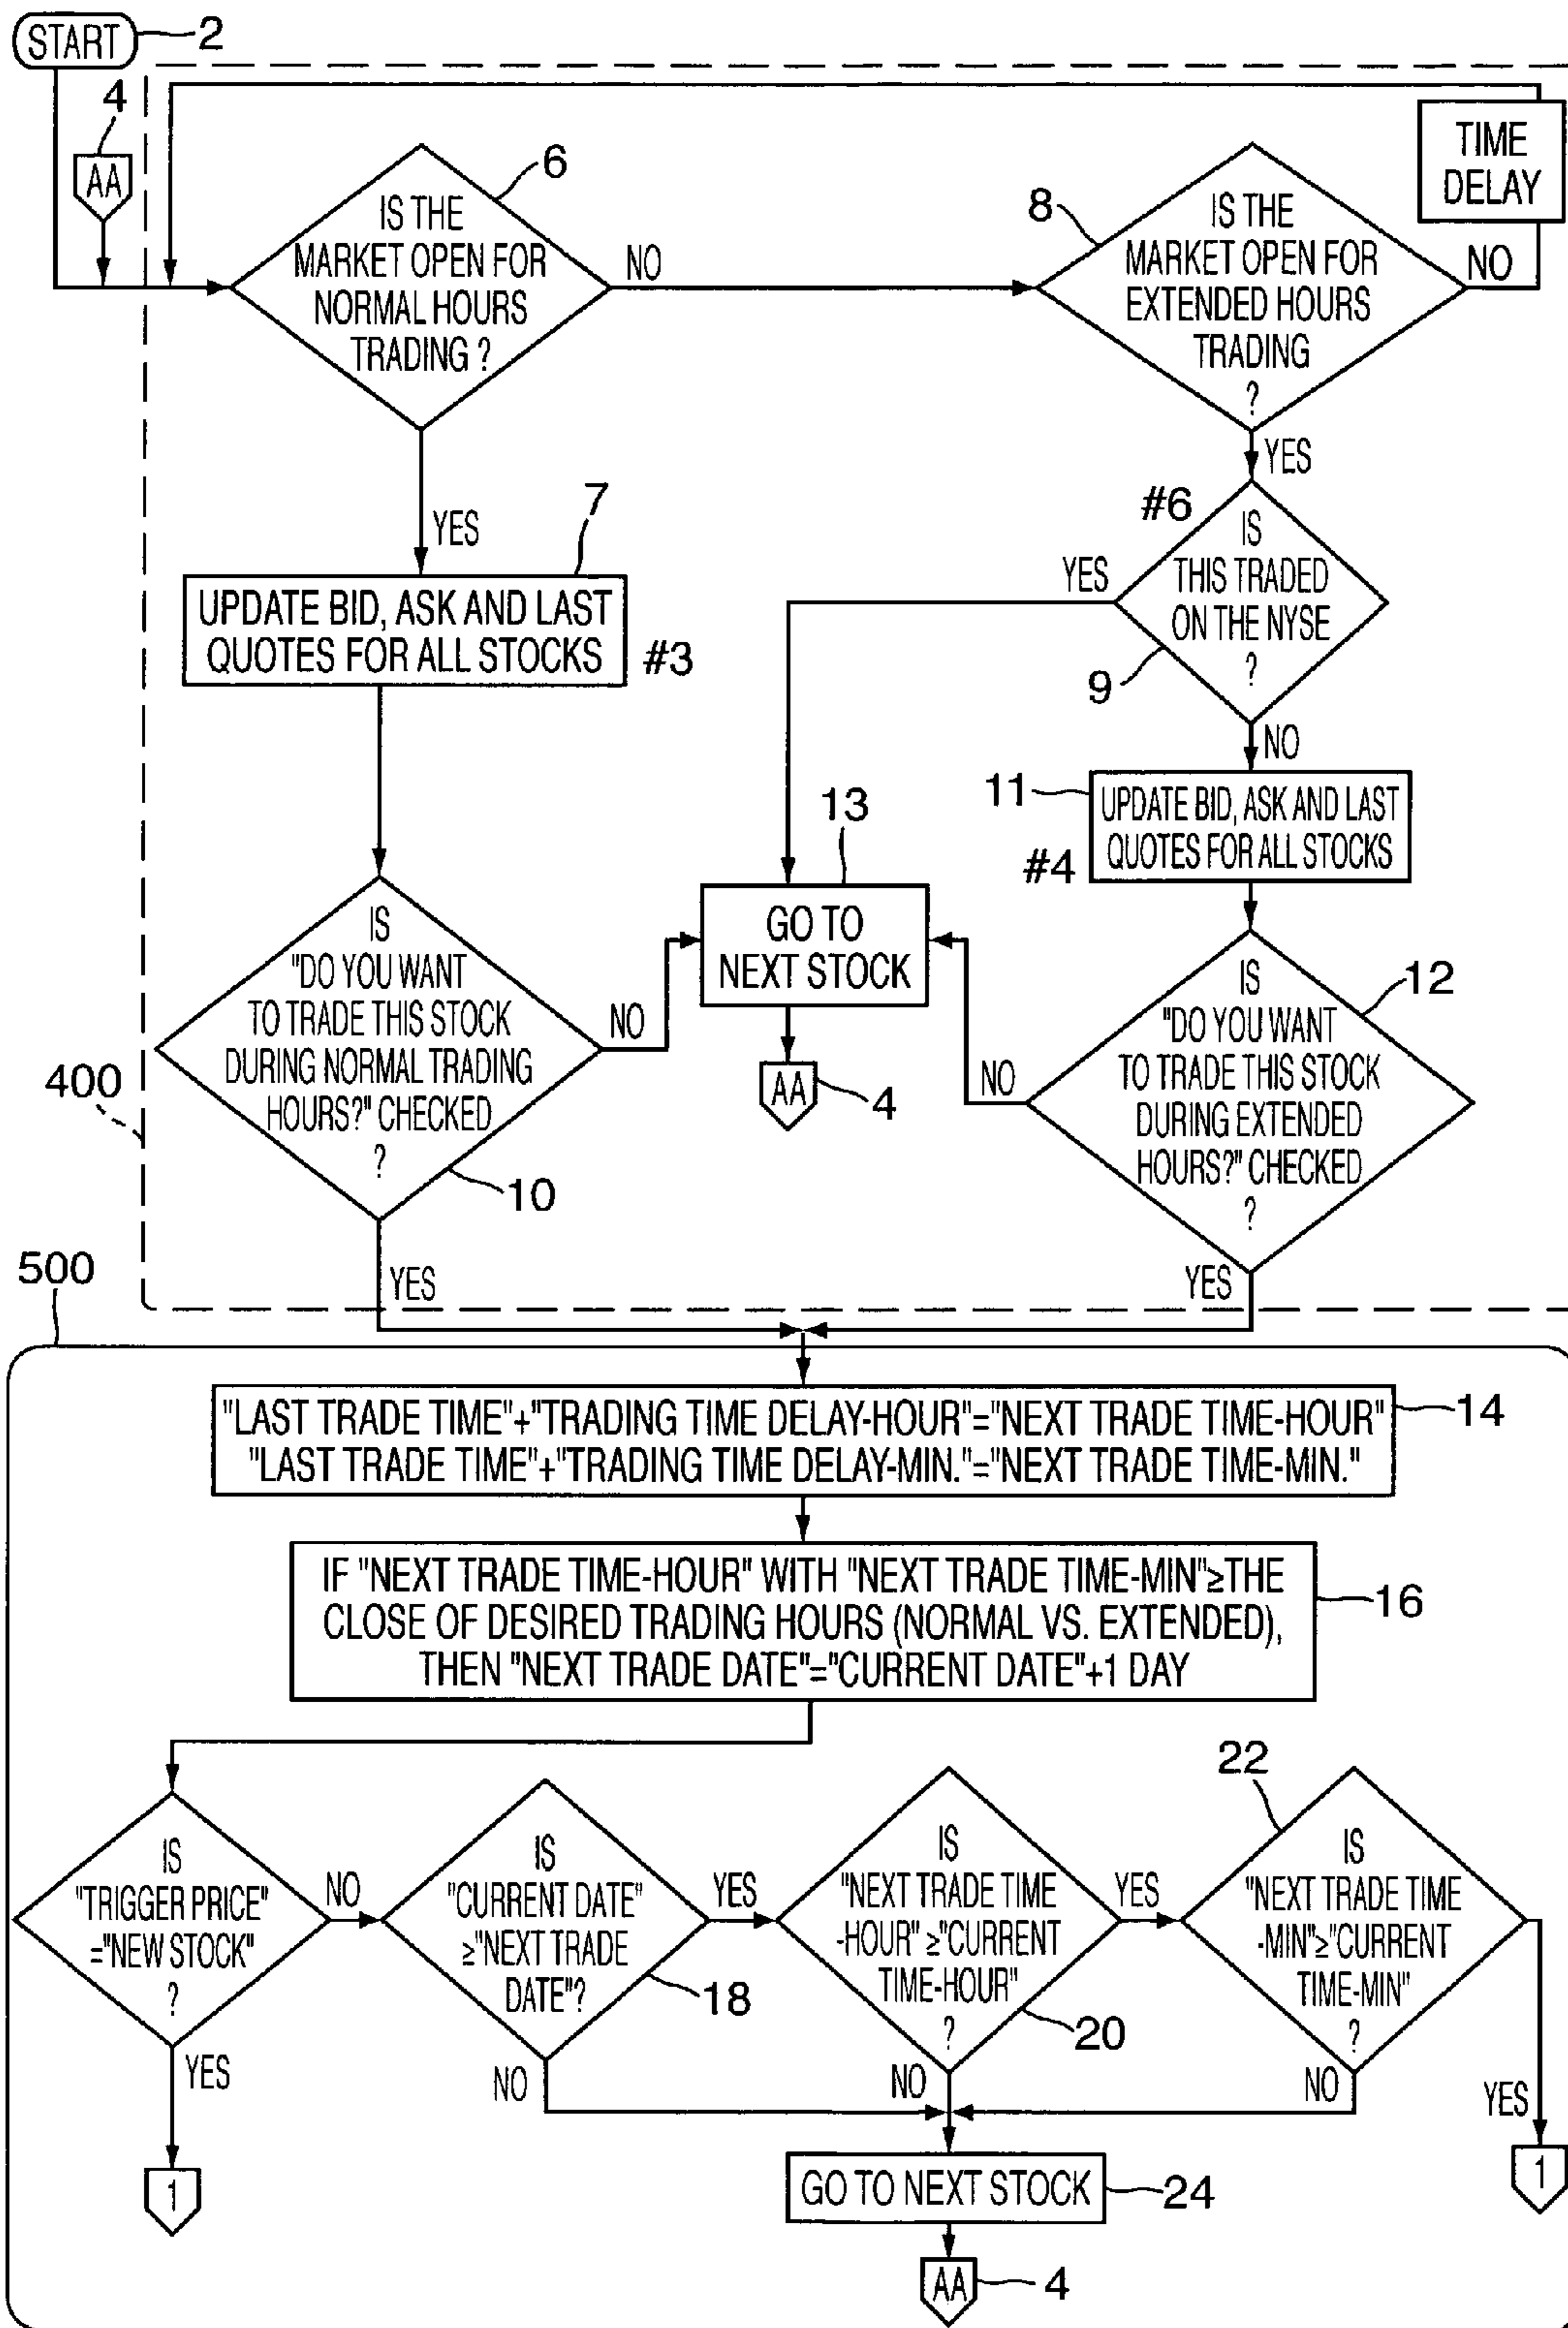 START
2
4
AA
6
IS THE
MARKET OPEN FOR
NORMAL HOURS
TRADING ?
NO
8
IS THE
MARKET OPEN FOR
EXTENDED HOURS
TRADING
?
NO
TIME
DELAY
YES
YES
7
UPDATE BID, ASK AND LAST
QUOTES FOR ALL STOCKS
#3
#6
IS
THIS TRADED
ON THE NYSE
?
YES
9
NO
11
UPDATE BID, ASK AND LAST
QUOTES FOR ALL STOCKS
#4
13
GO TO
NEXT STOCK
AA
4
IS
"DO YOU WANT
TO TRADE THIS STOCK
DURING NORMAL TRADING
HOURS?" CHECKED
?
NO
10
YES
400
12
IS
"DO YOU WANT
TO TRADE THIS STOCK
DURING EXTENDED
HOURS?" CHECKED
?
NO
YES
500
"LAST TRADE TIME"+"TRADING TIME DELAY-HOUR"="NEXT TRADE TIME-HOUR"
"LAST TRADE TIME"+"TRADING TIME DELAY-MIN."="NEXT TRADE TIME-MIN."
14
IF "NEXT TRADE TIME-HOUR" WITH "NEXT TRADE TIME-MIN"≥THE
CLOSE OF DESIRED TRADING HOURS (NORMAL VS. EXTENDED),
THEN "NEXT TRADE DATE"="CURRENT DATE"+1 DAY
16
IS
"TRIGGER PRICE"
="NEW STOCK"
?
NO
YES
1
IS
"CURRENT DATE"
≥"NEXT TRADE
DATE"?
18
YES
NO
IS
"NEXT TRADE TIME
-HOUR" ≥"CURRENT
TIME-HOUR"
?
20
YES
NO
22
IS
"NEXT TRADE TIME
-MIN"≥"CURRENT
TIME-MIN"
?
NO
YES
1
GO TO NEXT STOCK
24
AA
4